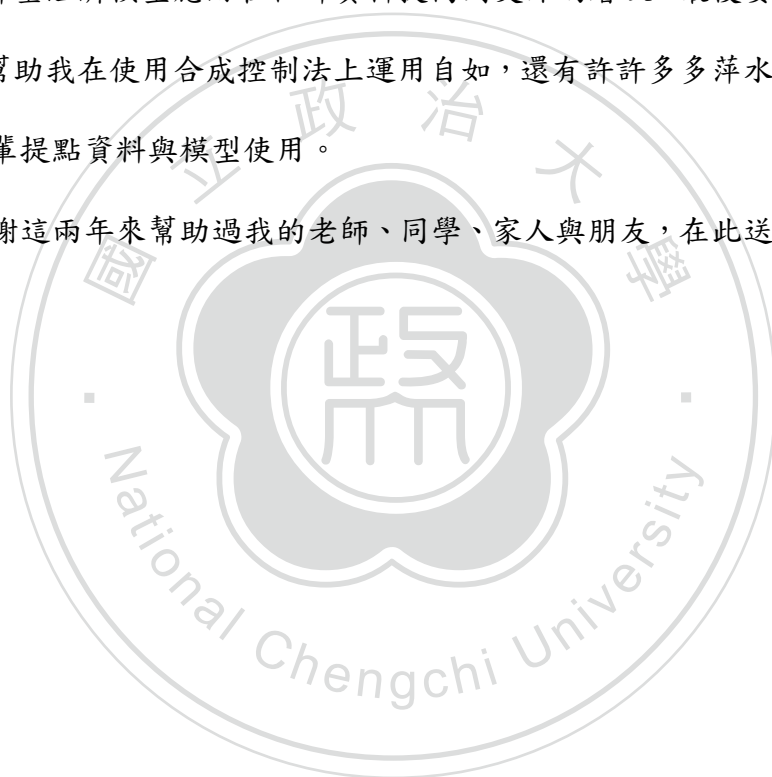 幫助我在使用合成控制法上運用自如，還有許許多多萍水
輩提點資料與模型使用。
謝這兩年來幫助過我的老師、同學、家人與朋友，在此送
國立政治大學
政大
National Chengchi University